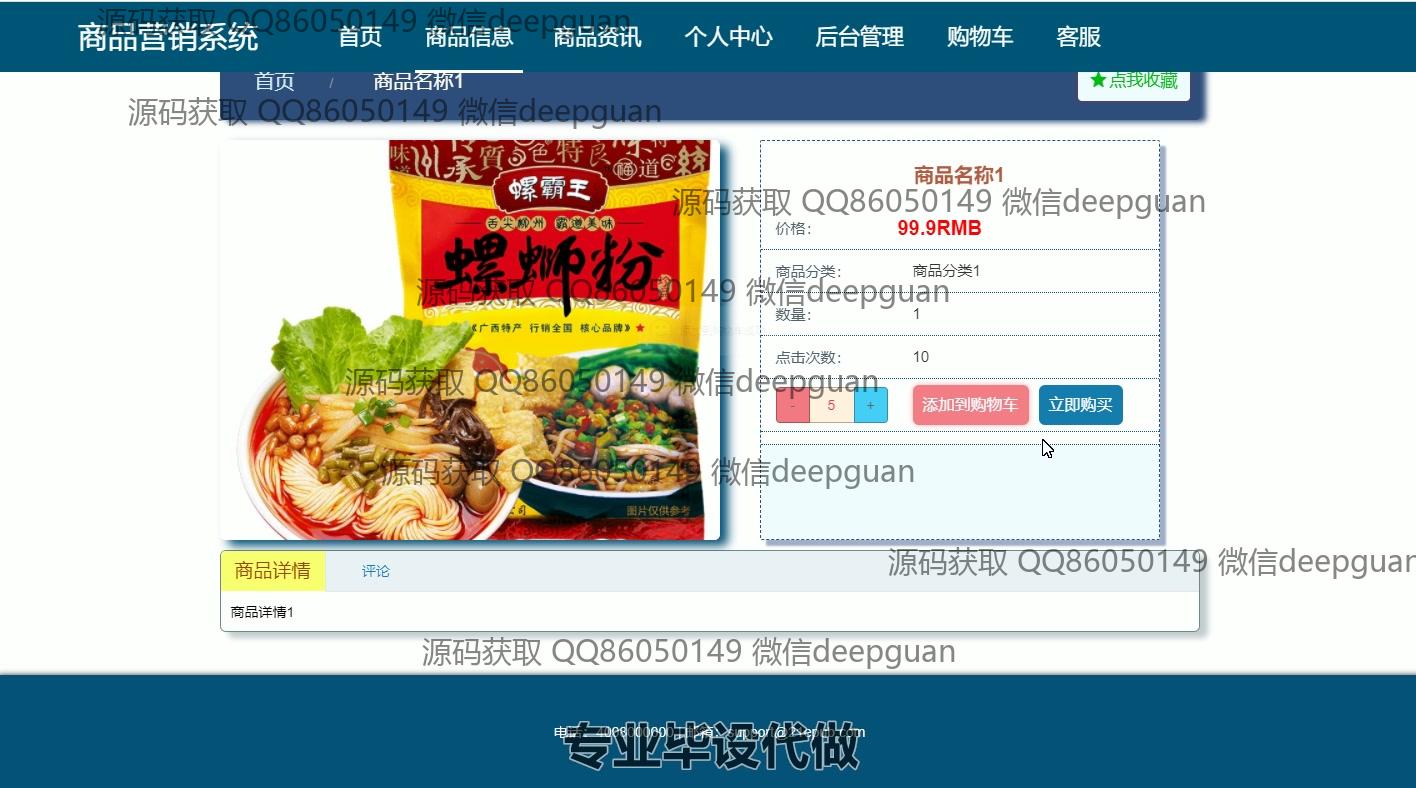 商品营销系统
首页
商品信息
商品资讯
个人中心
后台管理
购物车
客服
源码获取 QQ86050149 微信deepguan
首页 / 商品名称1
★点我收藏
源码获取 QQ86050149 微信deepguan
螺霸王
舌尖柳州 霸道美味
螺蛳粉
《广西特产 行销全国 核心品牌》
图片仅供参考
商品名称1
源码获取 QQ86050149 微信deepguan
价格: 99.9RMB
商品分类: 商品分类1
源码获取 QQ86050149 微信deepguan
数量: 1
点击次数: 10
源码获取 QQ86050149 微信deepguan
- 5 + 添加到购物车 立即购买
源码获取 QQ86050149 微信deepguan
源码获取 QQ86050149 微信deepguan
商品详情 评论
商品详情1
源码获取 QQ86050149 微信deepguan
专业毕设代做